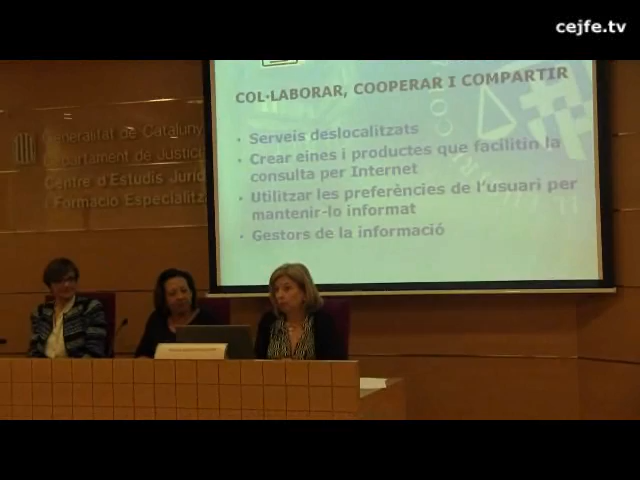 cejfe.tv
COL·LABORAR, COOPERAR I COMPARTIR
• Serveis deslocalitzats
• Crear eines i productes que facilitin la
consulta per Internet
• Utilitzar les preferències de l'usuari per
mantenir-lo informat
• Gestors de la informació
Generalitat de Cataluny
Departament de Justíc
Centre d'Estudis Juríd
i Formació Especialitz